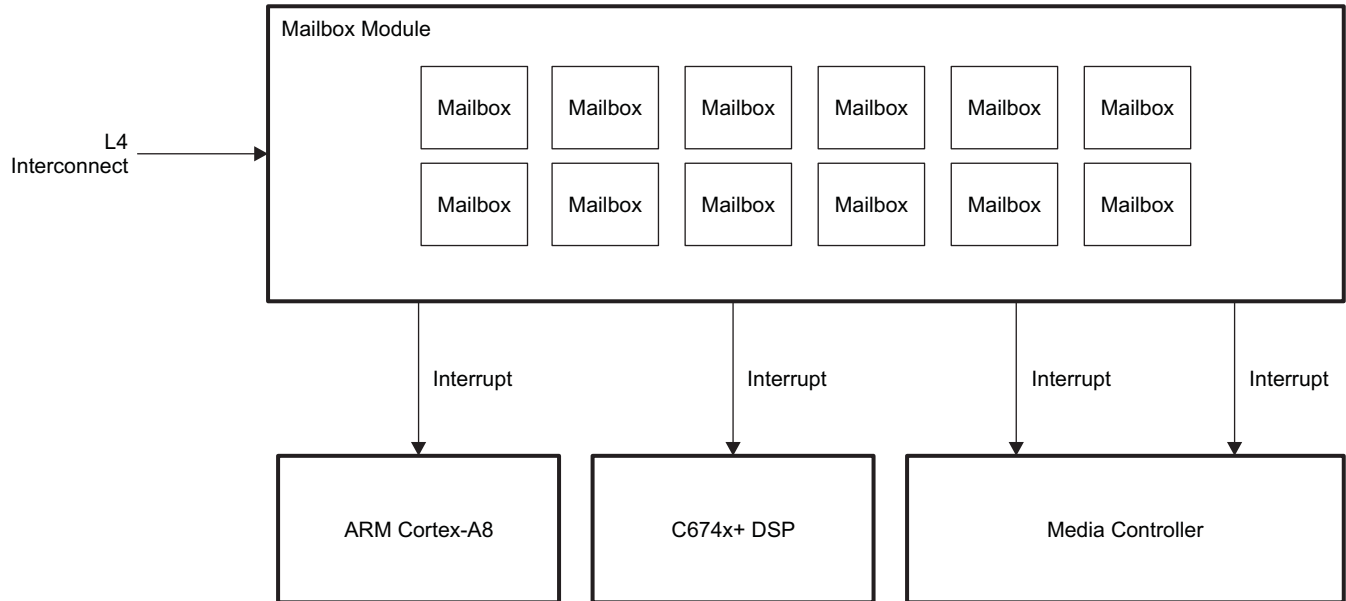 Mailbox Module
Mailbox Mailbox Mailbox Mailbox Mailbox Mailbox
L4
Interconnect
Mailbox Mailbox Mailbox Mailbox Mailbox Mailbox
Interrupt Interrupt Interrupt Interrupt
ARM Cortex-A8 C674x+ DSP Media Controller